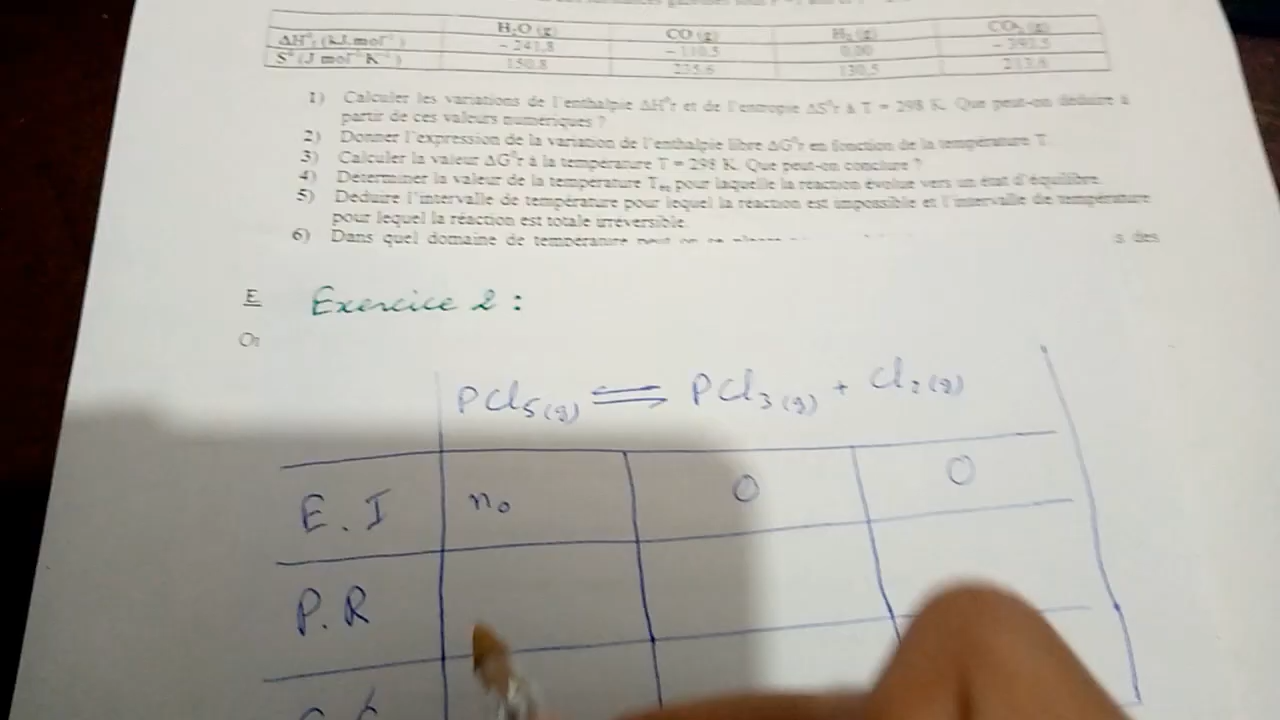 H₂O (g) CO (g) H₂ (g) CO₂ (g)
ΔH°f (kJ.mol⁻¹) - 241,8 - 110,5 0,00 - 393,5
S° (J mol⁻¹ K⁻¹) 150,8 235,6 130,5 213,6
1) Calculer les variations de l'enthalpie ΔH°r et de l'entropie ΔS°r à T = 298 K. Que peut-on déduire à
partir de ces valeurs numériques ?
2) Donner l'expression de la variation de l'enthalpie libre ΔG°r en fonction de la température T.
3) Calculer la valeur ΔG°r à la température T = 298 K. Que peut-on conclure ?
4) Déterminer la valeur de la température Teq pour laquelle la réaction évolue vers un état d'équilibre.
5) Déduire l'intervalle de température pour lequel la réaction est impossible et l'intervalle de température
pour lequel la réaction est totale irréversible.
6) Dans quel domaine de température peut on se placer s des
E Exercice 2 :
On
PCl₅(g) ⇌ PCl₃(g) + Cl₂(g)
E.I n₀ 0 0
P.R